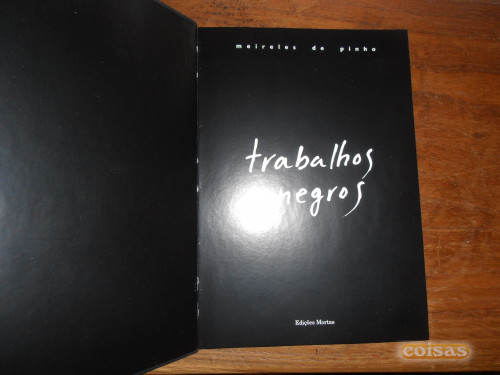 meireles de pinho
trabalhos
negros
Edições Mortas
coisas